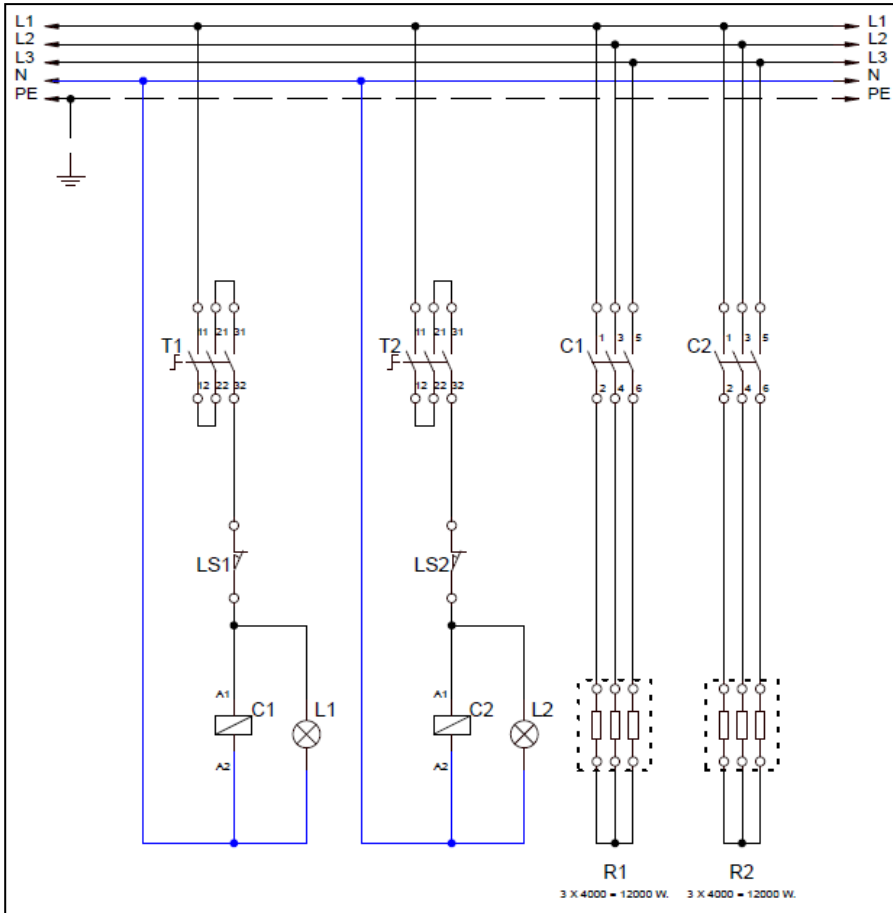 L1 L1
L2 L2
L3 L3
N N
PE PE
11 21 31 11 21 31 1 3 5 1 3 5
T1 T2 C1 C2
12 22 32 12 22 32 2 4 6 2 4 6
LS1 LS2
A1 A1
C1 L1 C2 L2
A2 A2
R1 R2
3 X 4000 = 12000 W. 3 X 4000 = 12000 W.